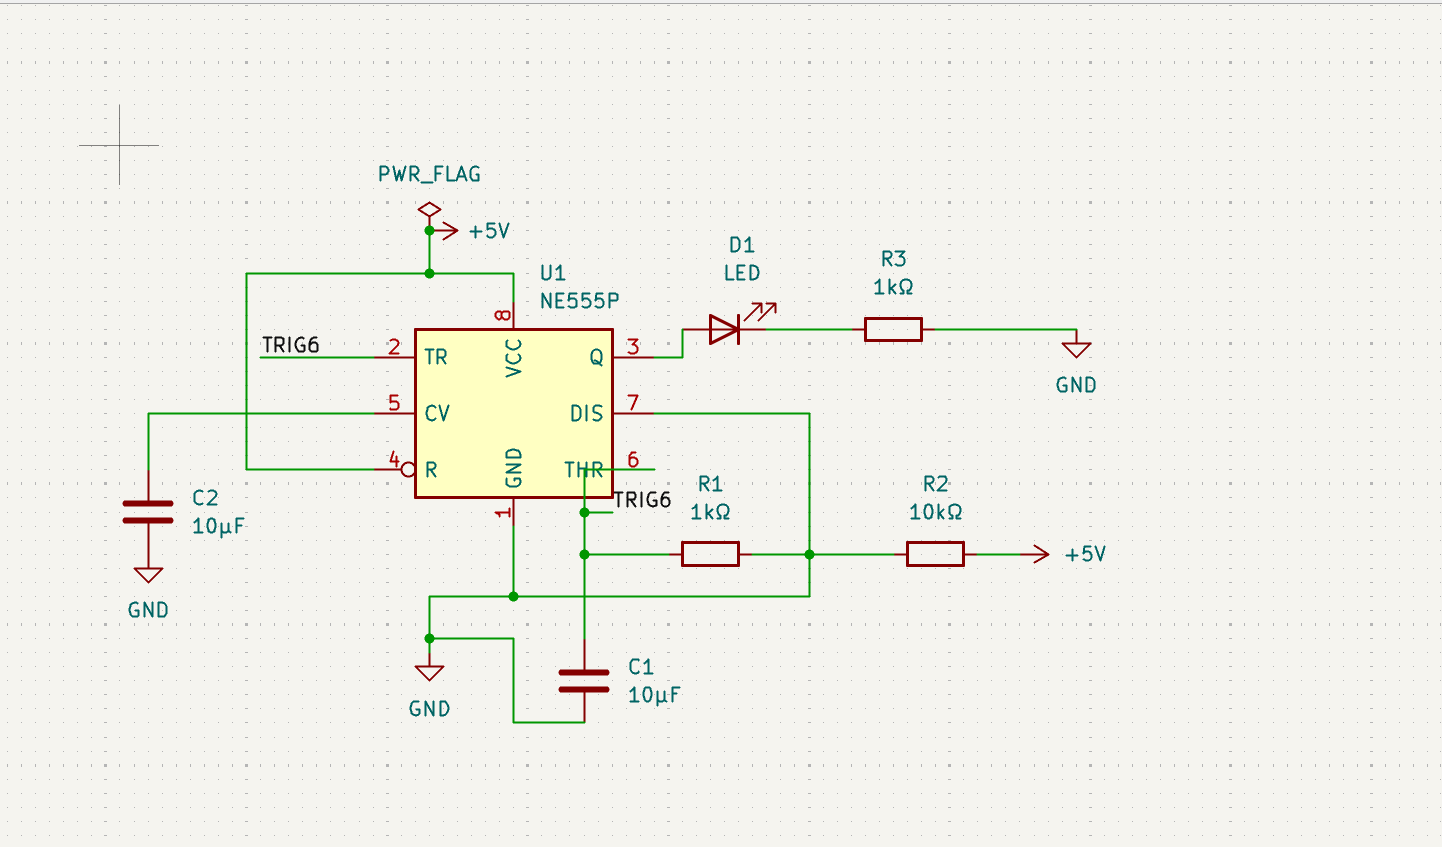 PWR_FLAG
+5V
D1
LED
R3
1kΩ
U1
NE555P
8
TRIG6
2
TR
VCC
Q
3
GND
5
CV
DIS
7
4
R
GND
THR
6
C2
10µF
TRIG6
R1
1kΩ
R2
10kΩ
1
+5V
GND
C1
10µF
GND